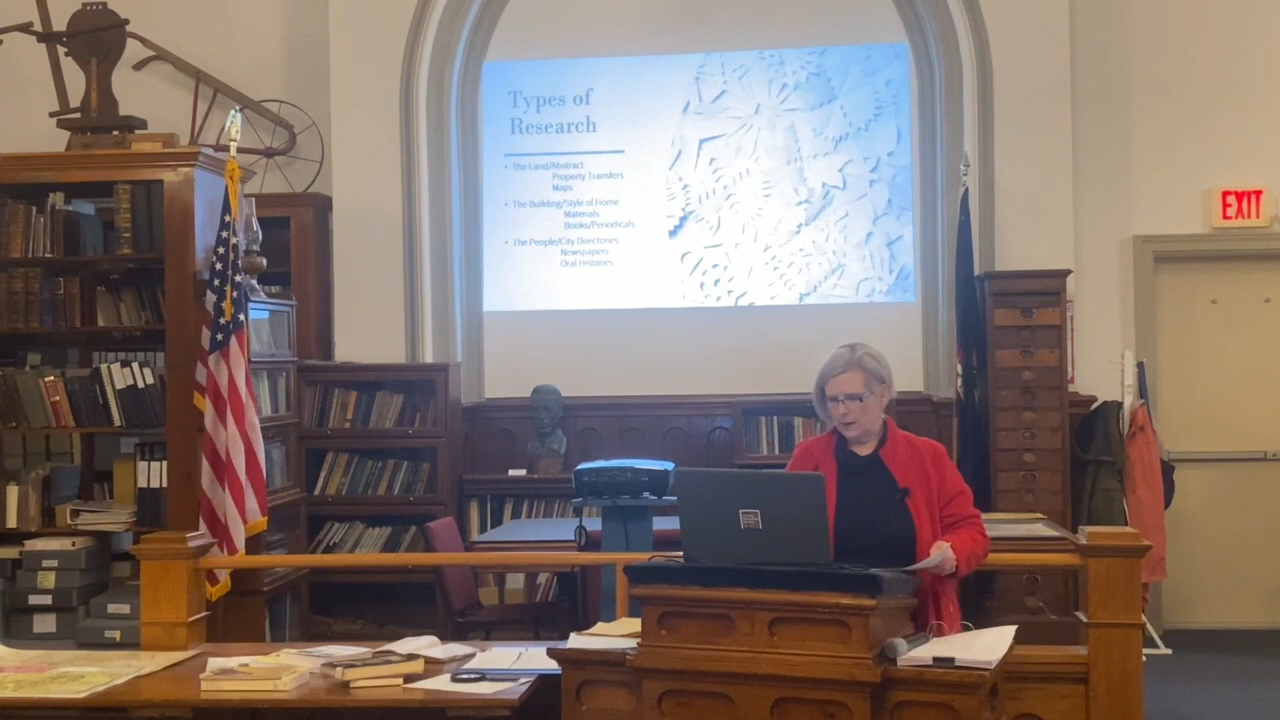 Types of
Research
• The Land/Abstract
Property Transfers
Maps
• The Building/Style of Home
Materials
Books/Periodicals
• The People/City Directories
Newspapers
Oral Histories
EXIT